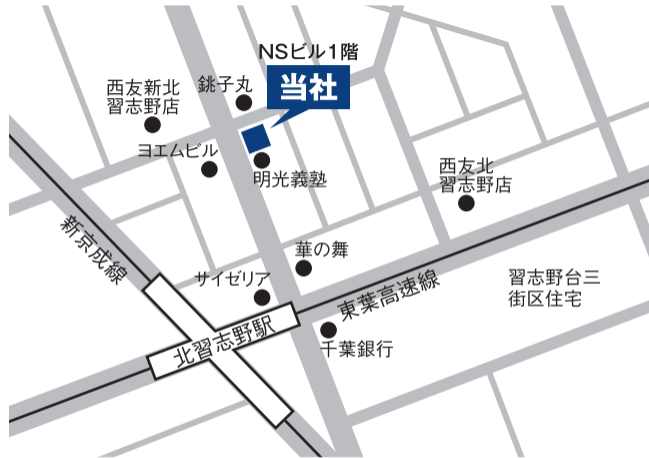 NSビル1階
当社
銚子丸
西友新北
習志野店
ヨエムビル
明光義塾
西友北
習志野店
新京成線
華の舞
サイゼリア
東葉高速線
習志野台三
街区住宅
北習志野駅
千葉銀行